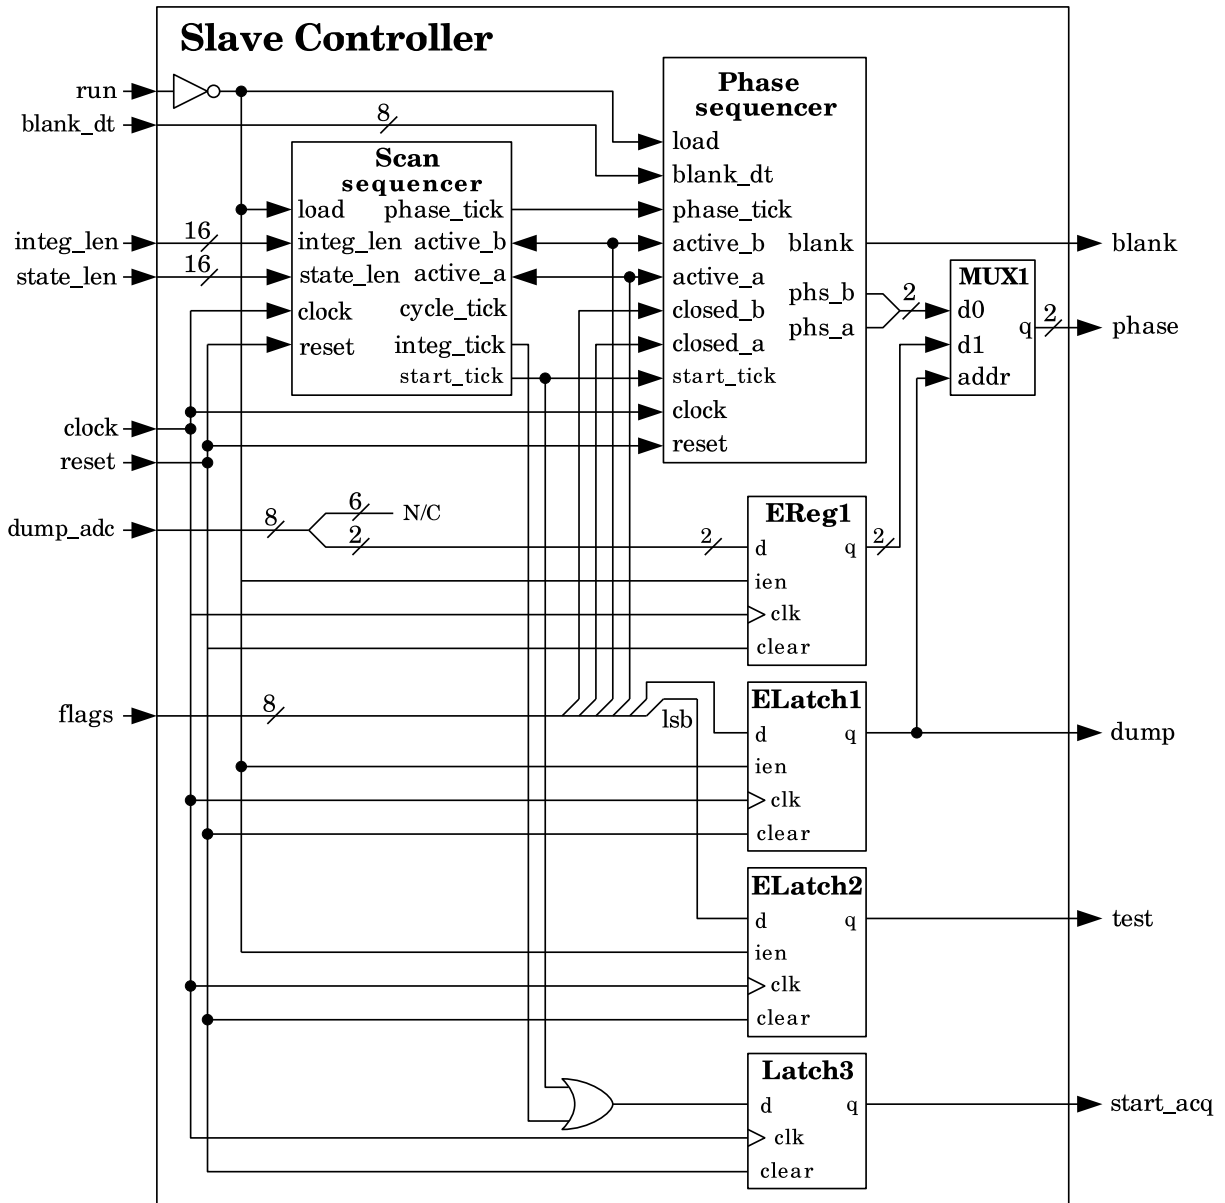 Slave Controller
run
blank_dt
8
Phase
sequencer
load
blank_dt
phase_tick
active_b
active_a
closed_b
closed_a
start_tick
clock
reset
blank
phs_b
phs_a
2
Scan
sequencer
load
integ_len
state_len
clock
reset
phase_tick
active_b
active_a
cycle_tick
integ_tick
start_tick
integ_len
16
state_len
16
MUX1
d0
d1
addr
q
2
blank
phase
clock
reset
dump_adc
8
6
N/C
2
2
EReg1
d
q
ien
clk
clear
2
flags
8
lsb
ELatch1
d
q
ien
clk
clear
dump
ELatch2
d
q
ien
clk
clear
test
Latch3
d
q
clk
clear
start_acq